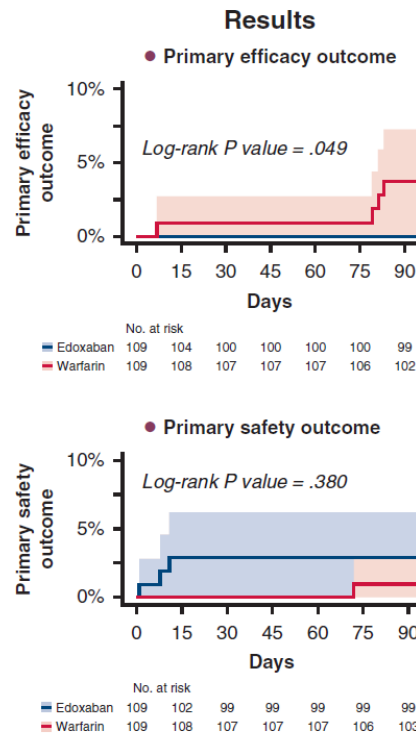 Results
Primary efficacy outcome
Primary efficacy
outcome
10%
5%
0%
Log-rank P value = .049
0 15 30 45 60 75 90
Days
No. at risk
Edoxaban 109 104 100 100 100 100 99
Warfarin 109 108 107 107 107 106 102
Primary safety outcome
Primary safety
outcome
10%
5%
0%
Log-rank P value = .380
0 15 30 45 60 75 90
Days
No. at risk
Edoxaban 109 102 99 99 99 99 99
Warfarin 109 108 107 107 107 106 103